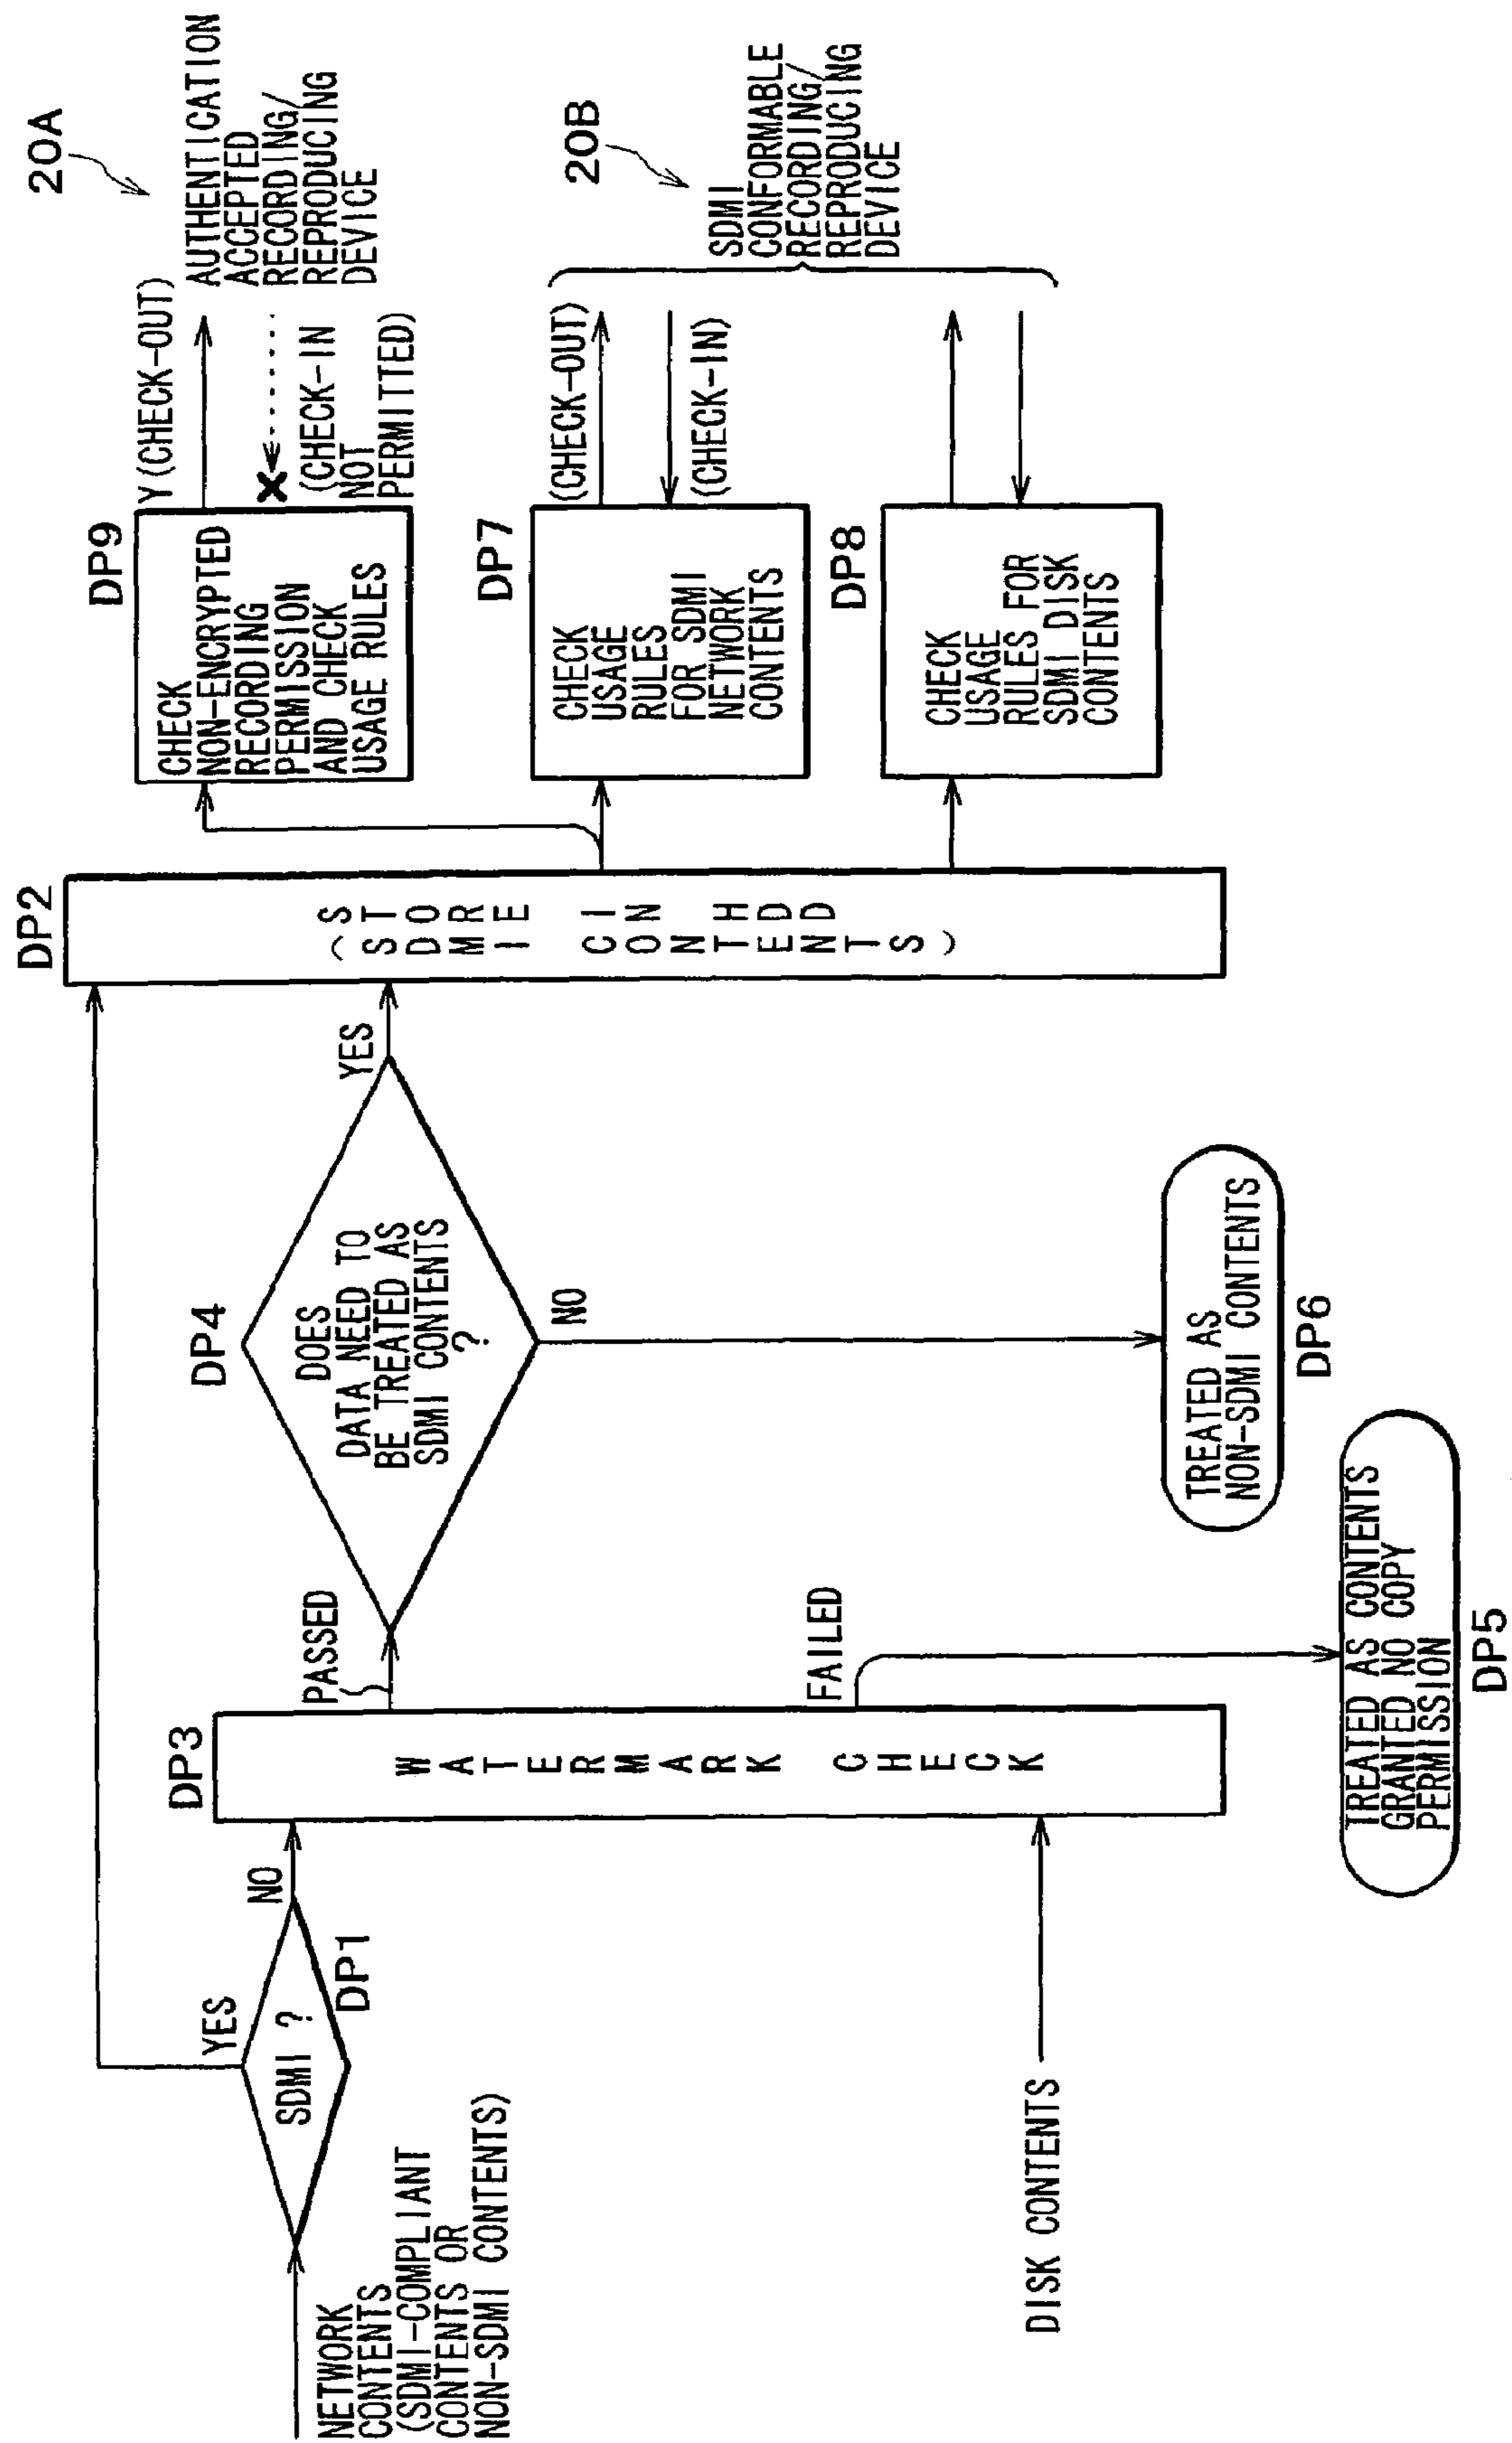 NETWORK
CONTENTS
(SDMI-COMPLIANT
CONTENTS OR
NON-SDMI CONTENTS)
SDMI ?
DP1
YES
NO
DISK CONTENTS
DP3
WATERMARK CHECK
PASSED
FAILED
TREATED AS CONTENTS
GRANTED NO COPY
PERMISSION
DP5
DP4
DOES
DATA NEED TO
BE TREATED AS
SDMI CONTENTS
?
YES
NO
TREATED AS
NON-SDMI CONTENTS
DP6
DP2
STORE IN HDD
(SDMI CONTENTS)
DP9
CHECK
NON-ENCRYPTED
RECORDING
PERMISSION
AND CHECK
USAGE RULES
Y(CHECK-OUT)
(CHECK-IN
NOT
PERMITTED)
20A
AUTHENTICATION
ACCEPTED
RECORDING/
REPRODUCING
DEVICE
DP7
CHECK
USAGE
RULES
FOR SDMI
NETWORK
CONTENTS
(CHECK-OUT)
(CHECK-IN)
20B
SDMI
CONFORMABLE
RECORDING/
REPRODUCING
DEVICE
DP8
CHECK
USAGE
RULES FOR
SDMI DISK
CONTENTS